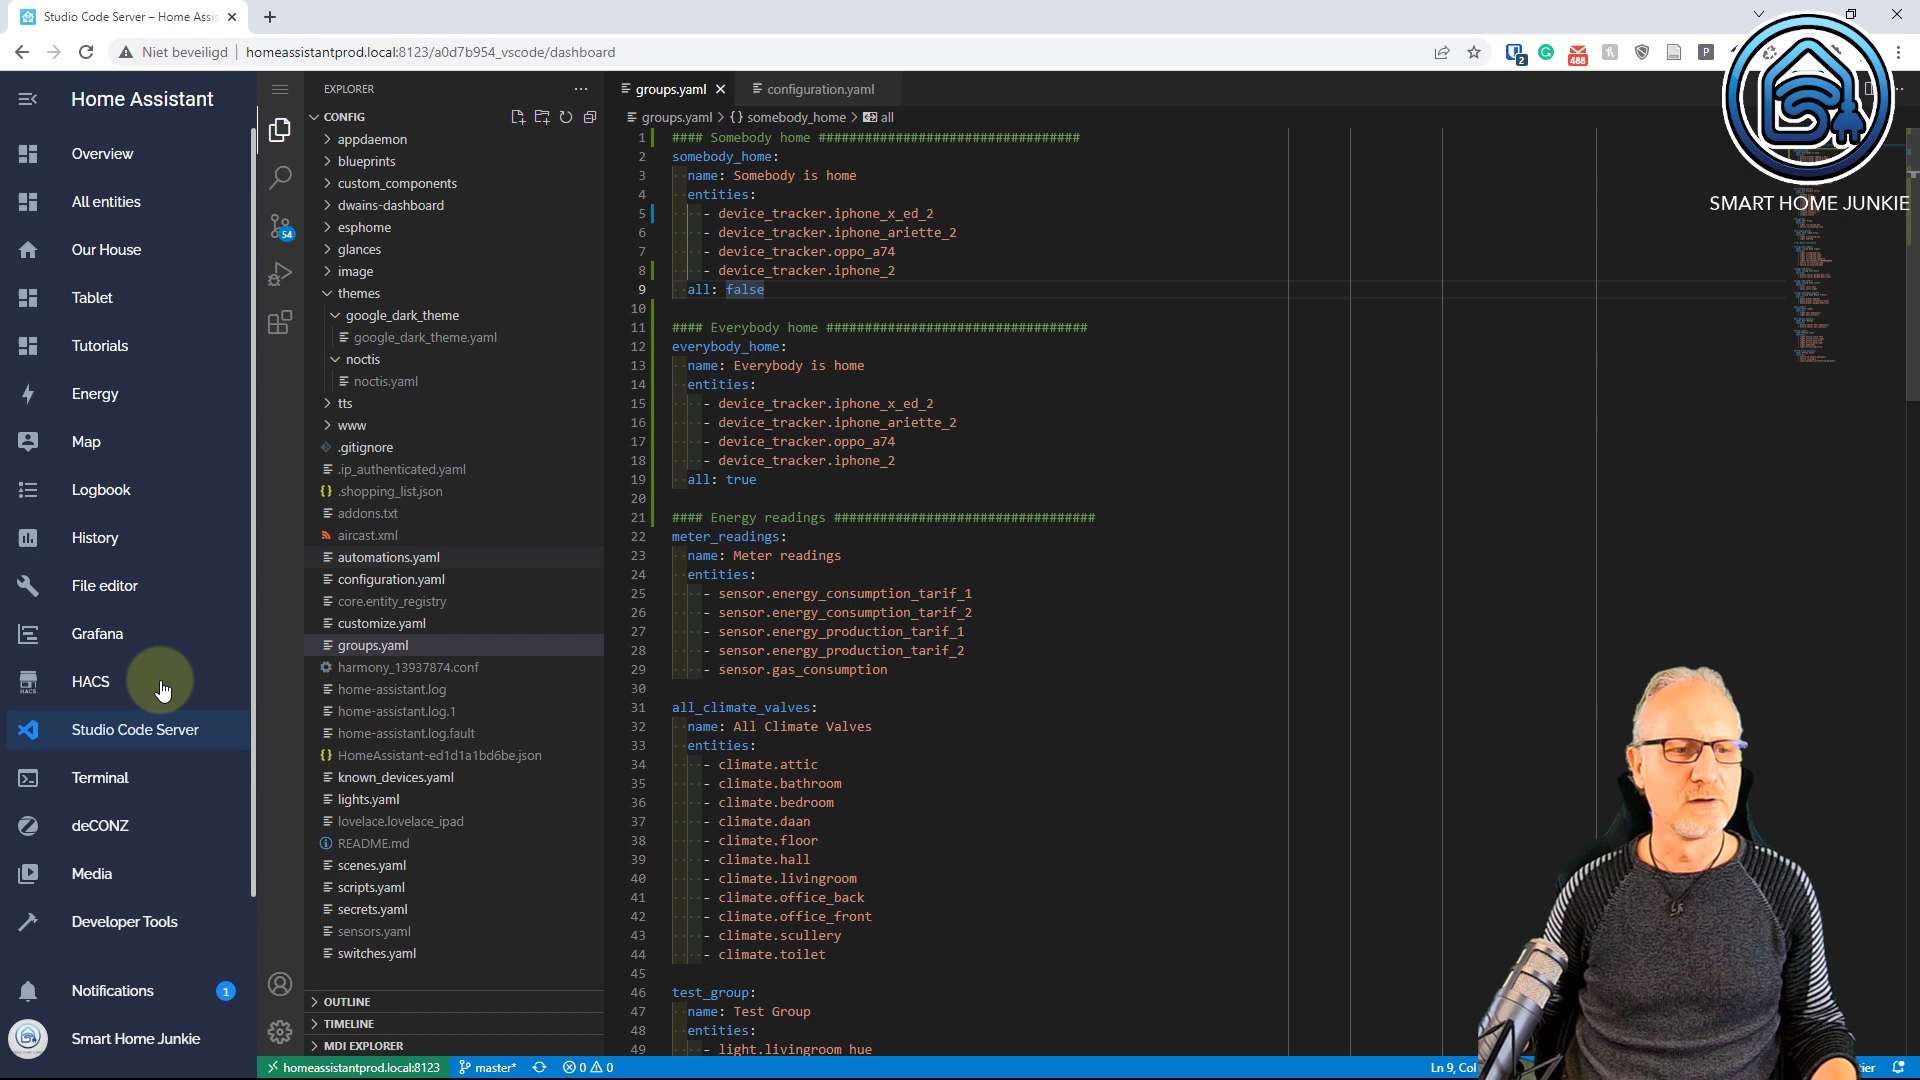 Studio Code Server – Home Assis
Niet beveiligd
homeassistantprod.local:8123/a0d7b954_vscode/dashboard
2
488
P
SMART HOME JUNKIE
Home Assistant
Overview
All entities
Our House
Tablet
Tutorials
Energy
Map
Logbook
History
File editor
Grafana
HACS
HACS
Studio Code Server
Terminal
deCONZ
Media
Developer Tools
Notifications
1
Smart Home Junkie
54
EXPLORER
CONFIG
appdaemon
blueprints
custom_components
dwains-dashboard
esphome
glances
image
themes
google_dark_theme
google_dark_theme.yaml
noctis
noctis.yaml
tts
www
.gitignore
.ip_authenticated.yaml
.shopping_list.json
addons.txt
aircast.xml
automations.yaml
configuration.yaml
core.entity_registry
customize.yaml
groups.yaml
harmony_13937874.conf
home-assistant.log
home-assistant.log.1
home-assistant.log.fault
HomeAssistant-ed1d1a1bd6be.json
known_devices.yaml
lights.yaml
lovelace.lovelace_ipad
README.md
scenes.yaml
scripts.yaml
secrets.yaml
sensors.yaml
switches.yaml
OUTLINE
TIMELINE
MDI EXPLORER
groups.yaml
configuration.yaml
groups.yaml > {} somebody_home > all
1 #### Somebody home ##################################
2 somebody_home:
3 name: Somebody is home
4 entities:
5 - device_tracker.iphone_x_ed_2
6 - device_tracker.iphone_ariette_2
7 - device_tracker.oppo_a74
8 - device_tracker.iphone_2
9 all: false
10
11 #### Everybody home ##################################
12 everybody_home:
13 name: Everybody is home
14 entities:
15 - device_tracker.iphone_x_ed_2
16 - device_tracker.iphone_ariette_2
17 - device_tracker.oppo_a74
18 - device_tracker.iphone_2
19 all: true
20
21 #### Energy readings ##################################
22 meter_readings:
23 name: Meter readings
24 entities:
25 - sensor.energy_consumption_tarif_1
26 - sensor.energy_consumption_tarif_2
27 - sensor.energy_production_tarif_1
28 - sensor.energy_production_tarif_2
29 - sensor.gas_consumption
30
31 all_climate_valves:
32 name: All Climate Valves
33 entities:
34 - climate.attic
35 - climate.bathroom
36 - climate.bedroom
37 - climate.daan
38 - climate.floor
39 - climate.hall
40 - climate.livingroom
41 - climate.office_back
42 - climate.office_front
43 - climate.scullery
44 - climate.toilet
45
46 test_group:
47 name: Test Group
48 entities:
49 - light.livingroom_hue
homeassistantprod.local:8123
master*
0 0
Ln 9, Col